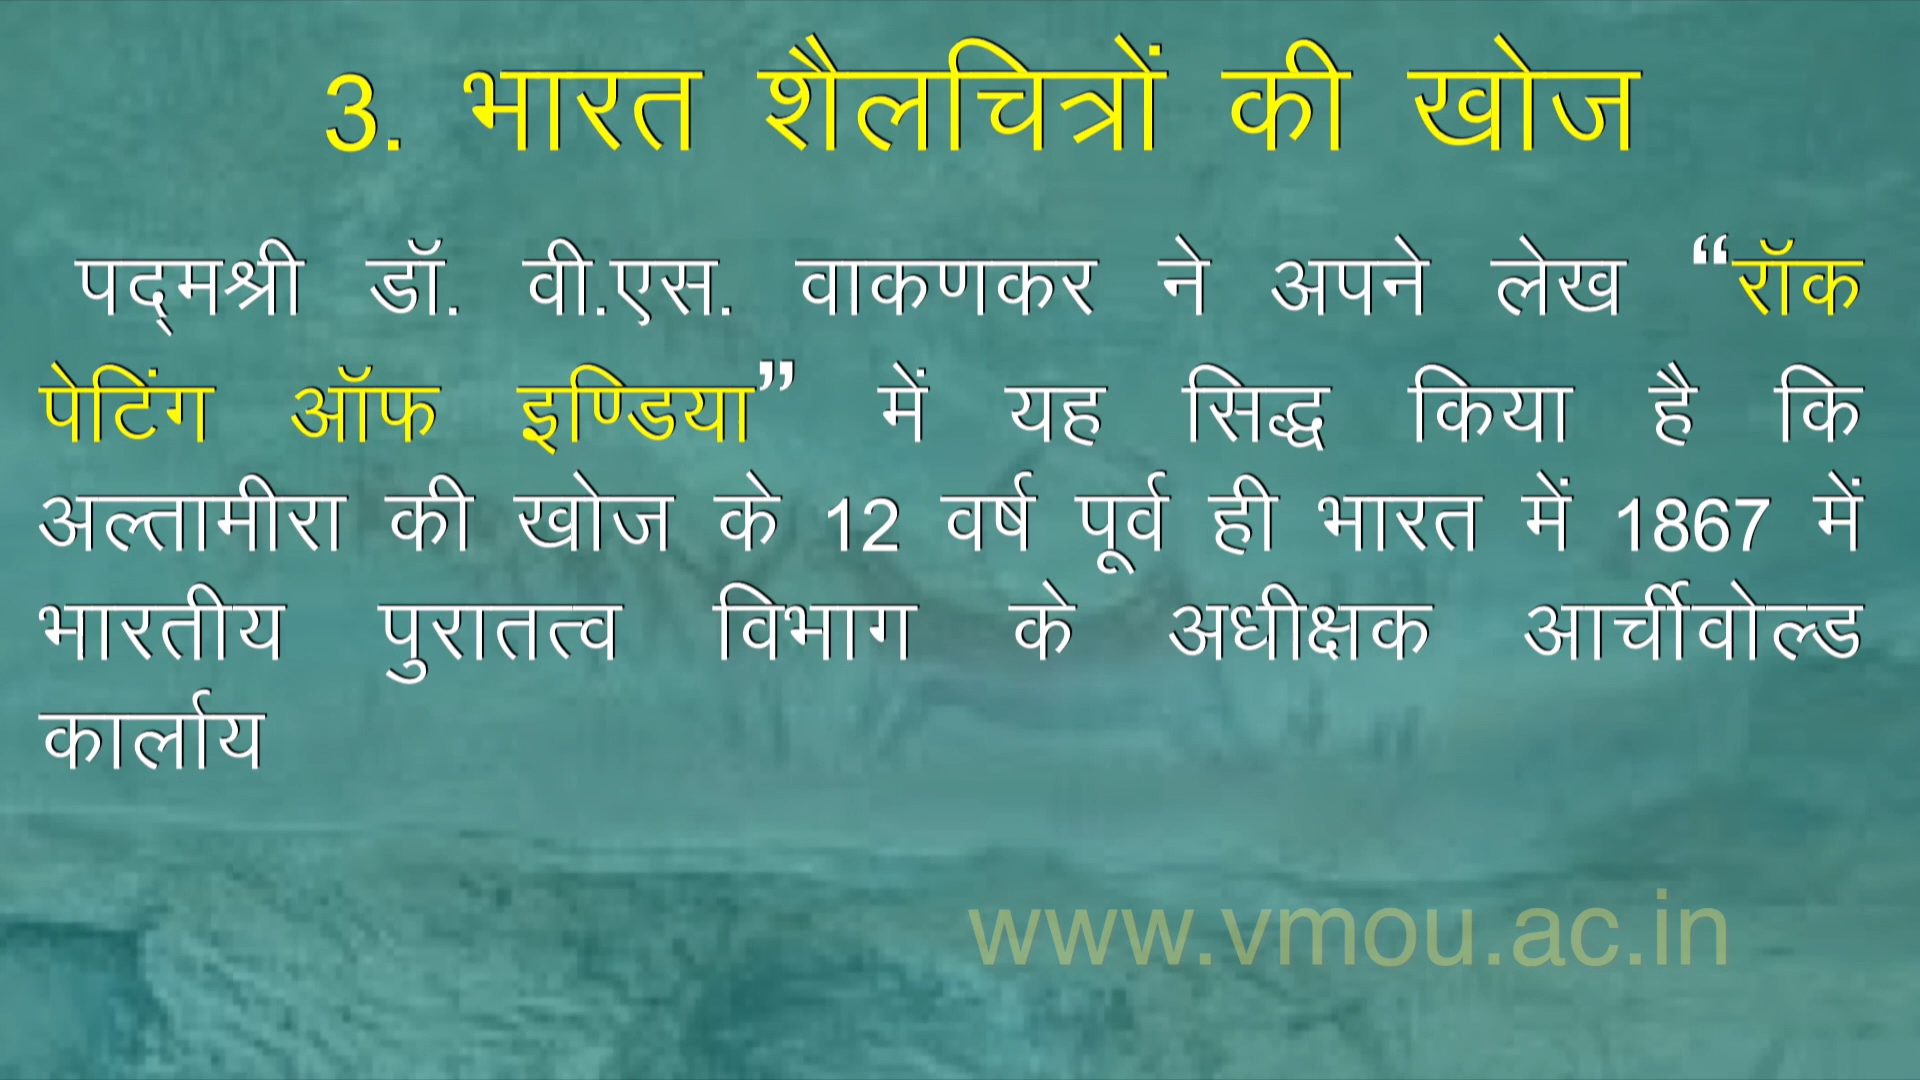 3. भारत शैलचित्रों की खोज
पद्मश्री डॉ. वी.एस. वाकणकर ने अपने लेख “रॉक
पेटिंग ऑफ इण्डिया” में यह सिद्ध किया है कि
अल्तामीरा की खोज के 12 वर्ष पूर्व ही भारत में 1867 में
भारतीय पुरातत्व विभाग के अधीक्षक आर्चीवोल्ड
कार्लाय
www.vmou.ac.in